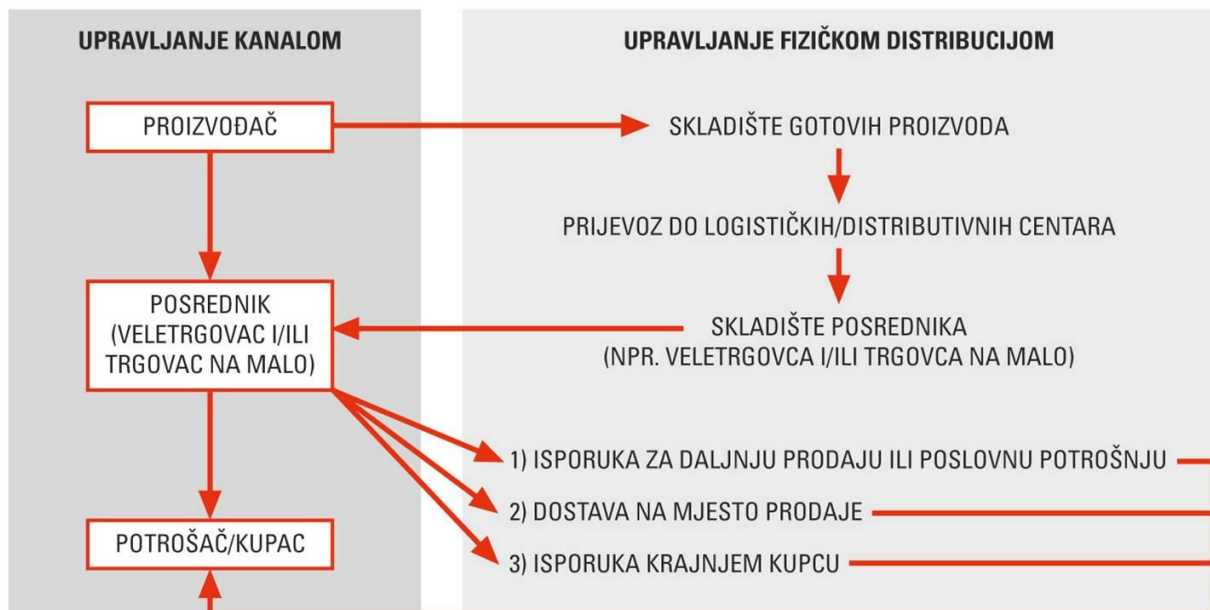 UPRAVLJANJE KANALOM
PROIZVOĐAČ
POSREDNIK
(VELETRGOVAC I/ILI
TRGOVAC NA MALO)
POTROŠAČ/KUPAC
UPRAVLJANJE FIZIČKOM DISTRIBUCIJOM
SKLADIŠTE GOTOVIH PROIZVODA
PRIJEVOZ DO LOGISTIČKIH/DISTRIBUTIVNIH CENTARA
SKLADIŠTE POSREDNIKA
(NPR. VELETRGOVCA I/ILI TRGOVCA NA MALO)
1) ISPORUKA ZA DALJNJU PRODAJU ILI POSLOVNU POTROŠNJU
2) DOSTAVA NA MJESTO PRODAJE
3) ISPORUKA KRAJNJEM KUPCU